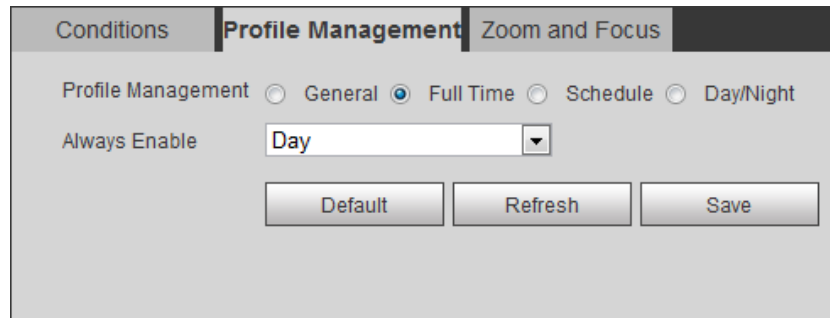 Conditions Profile Management Zoom and Focus
Profile Management General Full Time Schedule Day/Night
Always Enable Day
Default Refresh Save